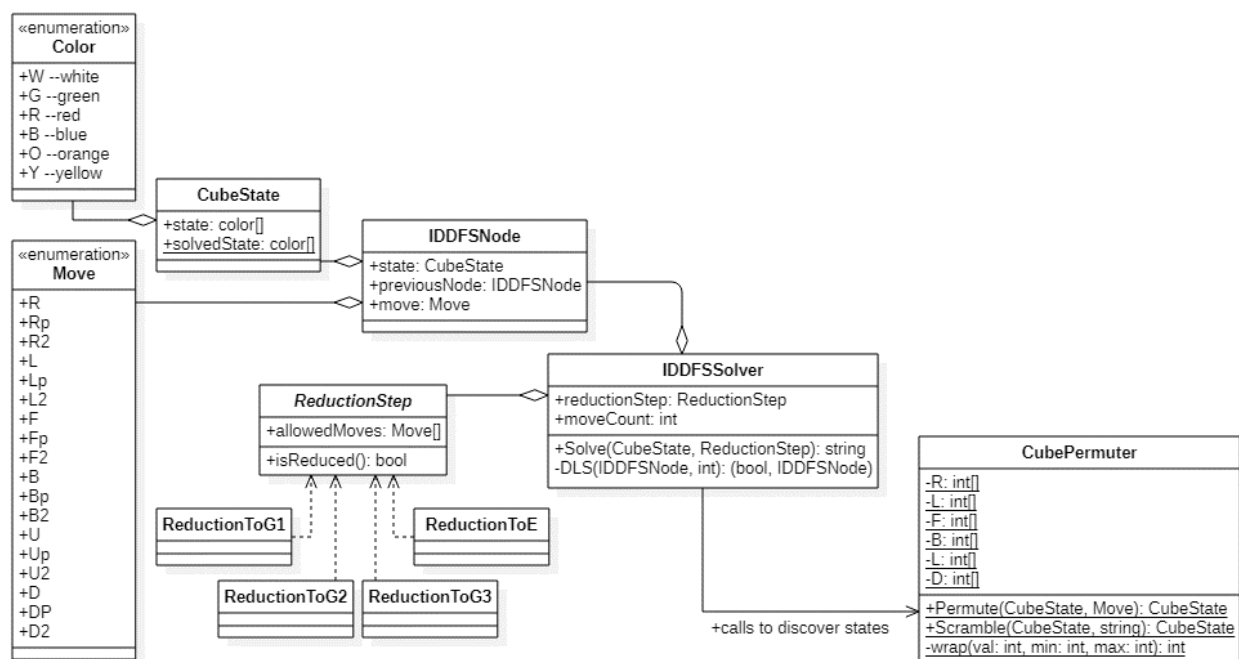 «enumeration»
Color
+W --white
+G --green
+R --red
+B --blue
+O --orange
+Y --yellow
CubeState
+state: color[]
+solvedState: color[]
«enumeration»
Move
+R
+Rp
+R2
+L
+Lp
+L2
+F
+Fp
+F2
+B
+Bp
+B2
+U
+Up
+U2
+D
+DP
+D2
IDDFSNode
+state: CubeState
+previousNode: IDDFSNode
+move: Move
IDDFSSolver
+reductionStep: ReductionStep
+moveCount: int
+Solve(CubeState, ReductionStep): string
-DLS(IDDFSNode, int): (bool, IDDFSNode)
ReductionStep
+allowedMoves: Move[]
+isReduced(): bool
ReductionToG1
ReductionToE
ReductionToG2
ReductionToG3
+calls to discover states
CubePermuter
-R: int[]
-L: int[]
-F: int[]
-B: int[]
-L: int[]
-D: int[]
+Permute(CubeState, Move): CubeState
+Scramble(CubeState, string): CubeState
-wrap(val: int, min: int, max: int): int